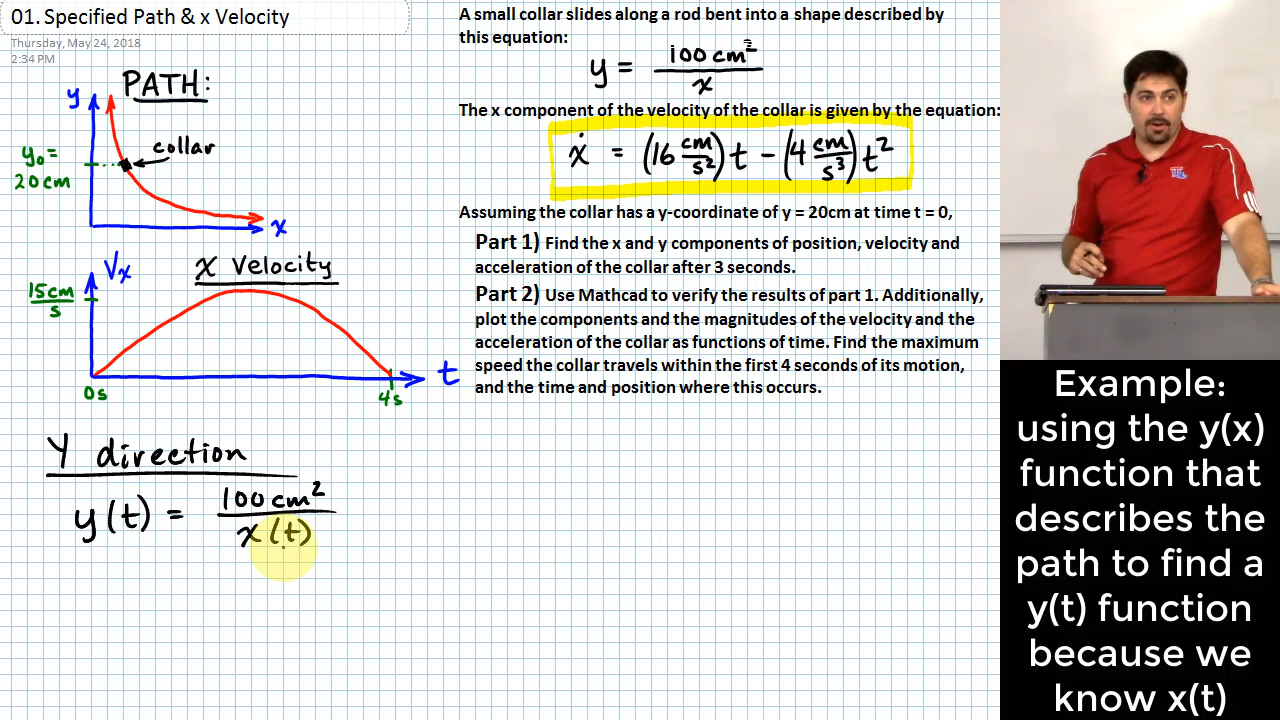 01. Specified Path & x Velocity
Thursday, May 24, 2018
2:34 PM
PATH:
y
collar
y₀ =
20cm
x
Vx
X Velocity
15cm
s
t
0s
4s
Y direction
y(t) = 100cm²
x(t)
A small collar slides along a rod bent into a shape described by
this equation:
y = 100cm²
x
The x component of the velocity of the collar is given by the equation:
ẋ = (16 cm/s²) t - (4 cm/s³) t²
Assuming the collar has a y-coordinate of y = 20cm at time t = 0,
Part 1) Find the x and y components of position, velocity and
acceleration of the collar after 3 seconds.
Part 2) Use Mathcad to verify the results of part 1. Additionally,
plot the components and the magnitudes of the velocity and the
acceleration of the collar as functions of time. Find the maximum
speed the collar travels within the first 4 seconds of its motion,
and the time and position where this occurs.
Example:
using the y(x)
function that
describes the
path to find a
y(t) function
because we
know x(t)